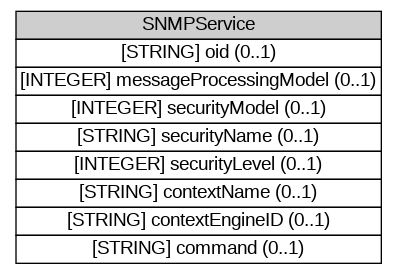 SNMPService
[STRING] oid (0..1)
[INTEGER] messageProcessingModel (0..1)
[INTEGER] securityModel (0..1)
[STRING] securityName (0..1)
[INTEGER] securityLevel (0..1)
[STRING] contextName (0..1)
[STRING] contextEngineID (0..1)
[STRING] command (0..1)